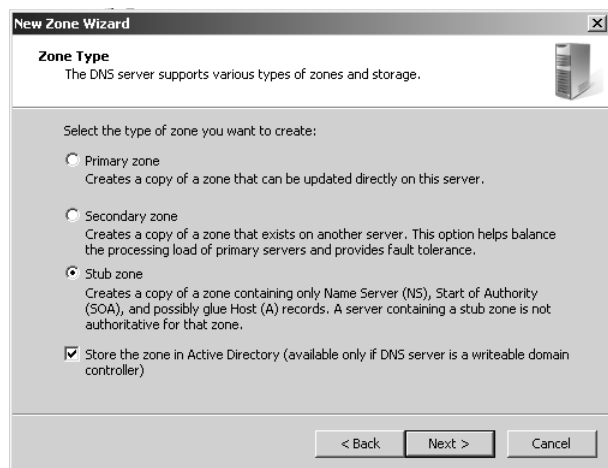 New Zone Wizard
Zone Type
The DNS server supports various types of zones and storage.
Select the type of zone you want to create:
Primary zone
Creates a copy of a zone that can be updated directly on this server.
Secondary zone
Creates a copy of a zone that exists on another server. This option helps balance
the processing load of primary servers and provides fault tolerance.
Stub zone
Creates a copy of a zone containing only Name Server (NS), Start of Authority
(SOA), and possibly glue Host (A) records. A server containing a stub zone is not
authoritative for that zone.
Store the zone in Active Directory (available only if DNS server is a writeable domain
controller)
< Back Next > Cancel